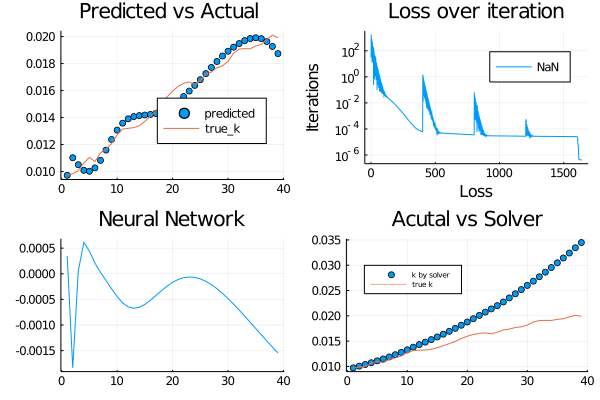 Predicted vs Actual
0.020
0.018
0.016
0.014
0.012
0.010
predicted
true_k
0 10 20 30 40
Loss over iteration
Iterations
10^2
10^0
10^-2
10^-4
10^-6
NaN
0 500 1000 1500
Loss
Neural Network
0.0005
0.0000
-0.0005
-0.0010
-0.0015
0 10 20 30 40
Acutal vs Solver
0.035
0.030
0.025
0.020
0.015
0.010
k by solver
true k
0 10 20 30 40